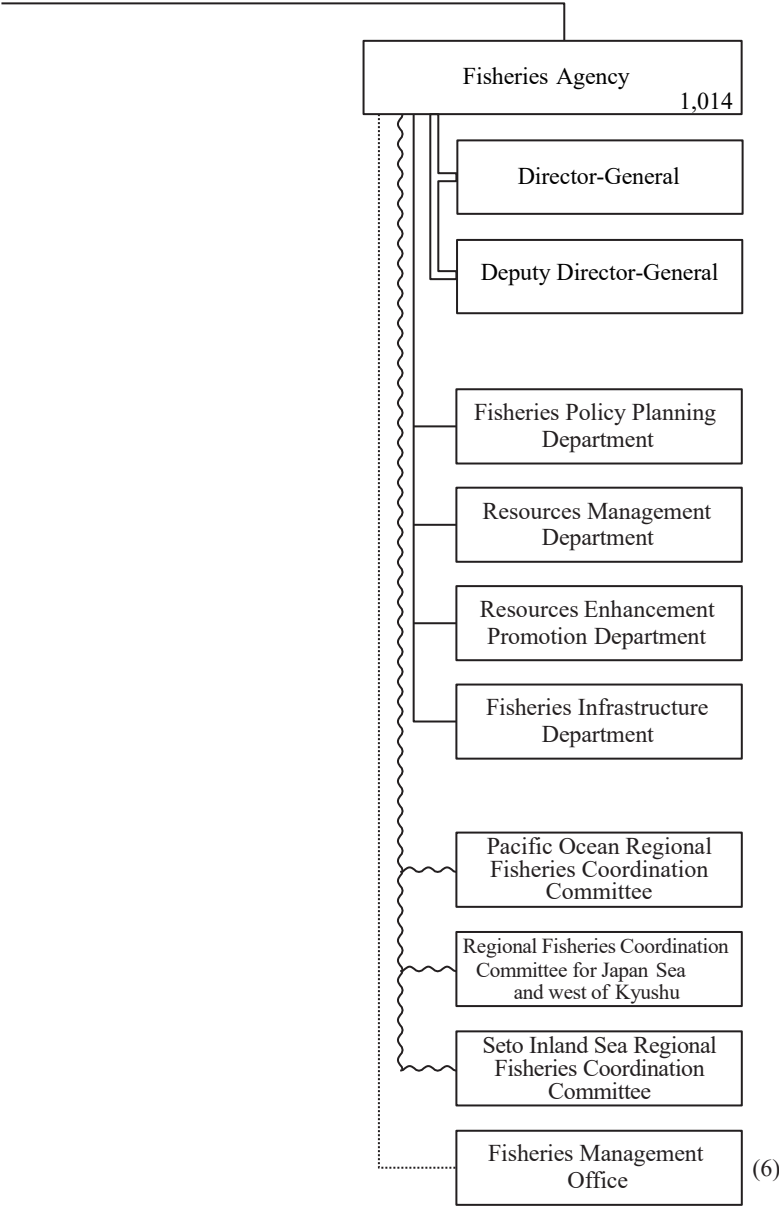 Fisheries Agency
1,014
Director-General
Deputy Director-General
Fisheries Policy Planning
Department
Resources Management
Department
Resources Enhancement
Promotion Department
Fisheries Infrastructure
Department
Pacific Ocean Regional
Fisheries Coordination
Committee
Regional Fisheries Coordination
Committee for Japan Sea
and west of Kyushu
Seto Inland Sea Regional
Fisheries Coordination
Committee
Fisheries Management
Office
(6)